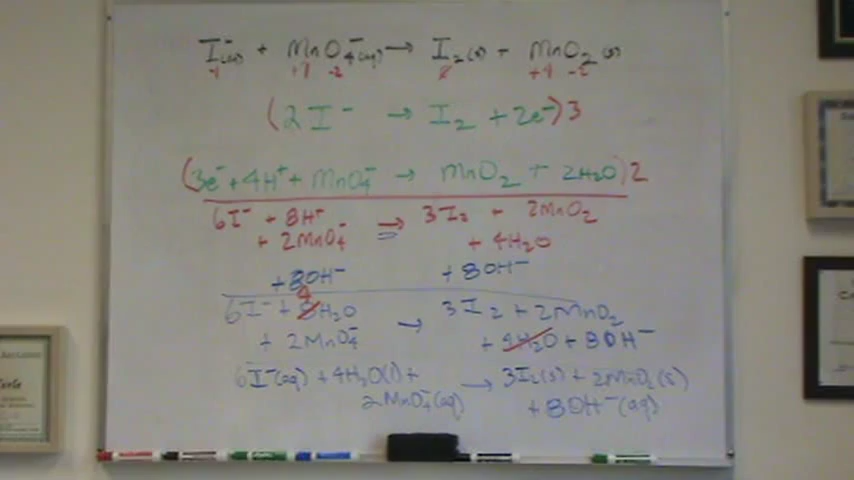 I⁻(aq) + MnO₄⁻(aq) → I₂(s) + MnO₂(s)
-1 +7 -2 0 +4 -2
(2I⁻ → I₂ + 2e⁻)3
(3e⁻ + 4H⁺ + MnO₄⁻ → MnO₂ + 2H₂O)2
6I⁻ + 8H⁺ → 3I₂ + 2MnO₂
+ 2MnO₄⁻ + 4H₂O
+8OH⁻ +8OH⁻
4
6I⁻ + 8H₂O → 3I₂ + 2MnO₂
+ 2MnO₄⁻ + 4H₂O + 8OH⁻
6I⁻(aq) + 4H₂O(l) + → 3I₂(s) + 2MnO₂(s)
2MnO₄⁻(aq) + 8OH⁻(aq)